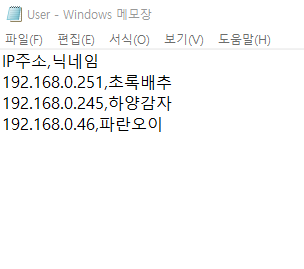 User - Windows 메모장
파일(F) 편집(E) 서식(O) 보기(V) 도움말(H)
IP주소,닉네임
192.168.0.251,초록배추
192.168.0.245,하양감자
192.168.0.46,파란오이